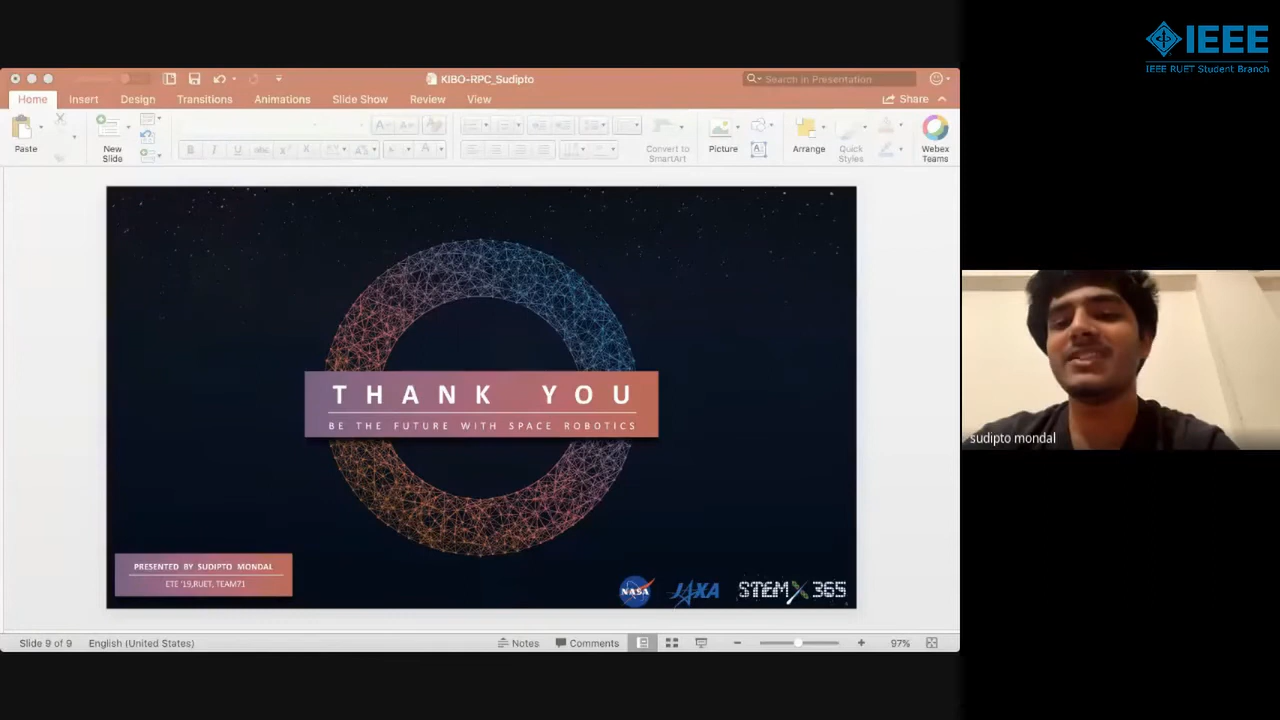 IEEE
IEEE RUET Student Branch
KIBO-RPC_Sudipto
Search in Presentation
Home Insert Design Transitions Animations Slide Show Review View
Share
Paste
New
Slide
Convert to
SmartArt
Picture
Arrange
Quick
Styles
Webex
Teams
THANK YOU
BE THE FUTURE WITH SPACE ROBOTICS
PRESENTED BY SUDIPTO MONDAL
ETE '19,RUET, TEAM71
NASA JAXA STEMX365
sudipto mondal
Slide 9 of 9 English (United States) Notes Comments 97%